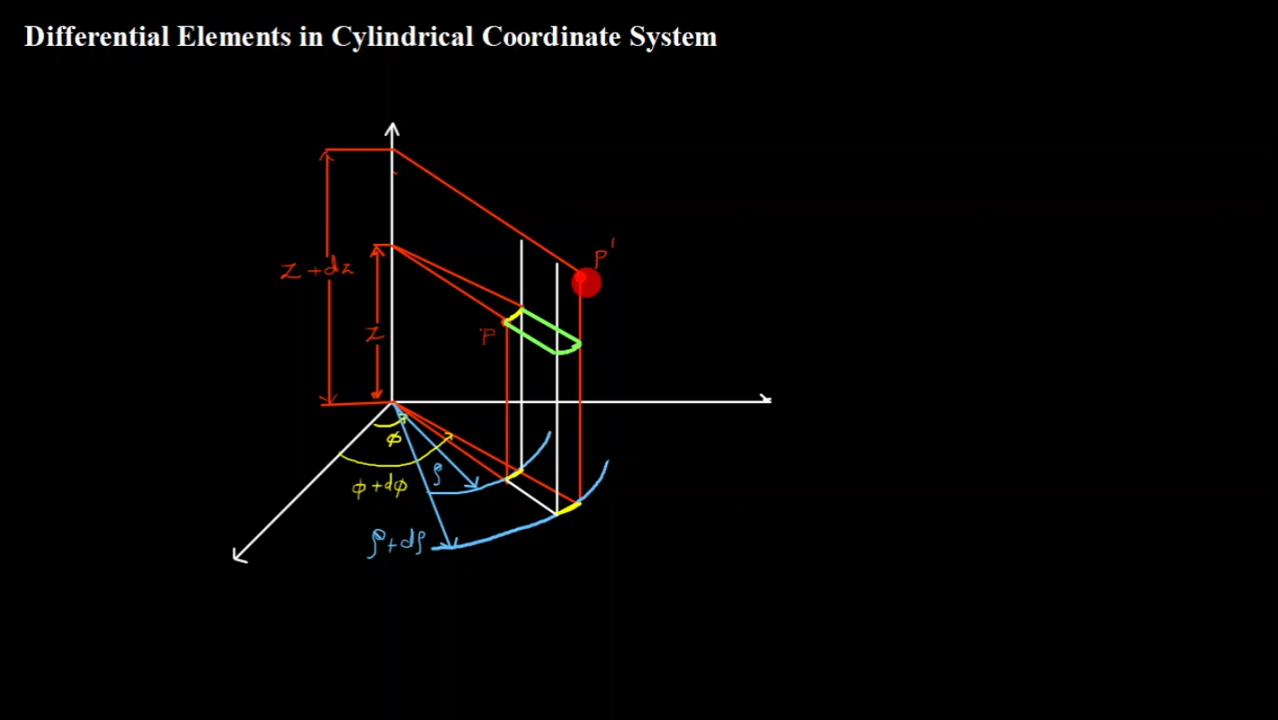 Differential Elements in Cylindrical Coordinate System
P'
Z+dz
Z
P
ϕ
ρ
ϕ+dϕ
ρ+dρ